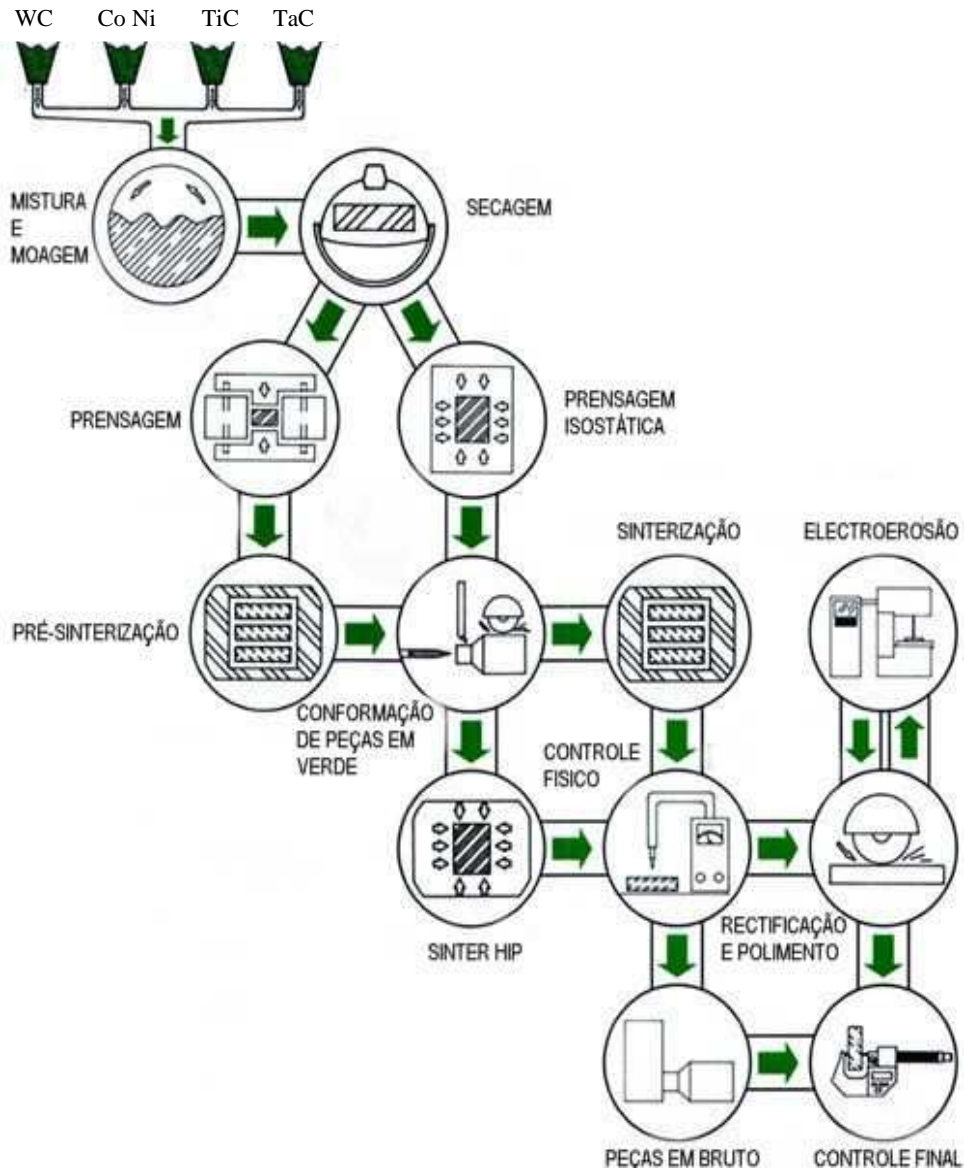 WC Co Ni TiC TaC
MISTURA
E
MOAGEM
SECAGEM
PRENSAGEM
PRENSAGEM
ISOSTÁTICA
SINTERIZAÇÃO
ELECTROEROSÃO
PRÉ-SINTERIZAÇÃO
CONFORMAÇÃO
DE PEÇAS EM
VERDE
CONTROLE
FISICO
SINTER HIP
RECTIFICAÇÃO
E POLIMENTO
PEÇAS EM BRUTO
CONTROLE FINAL